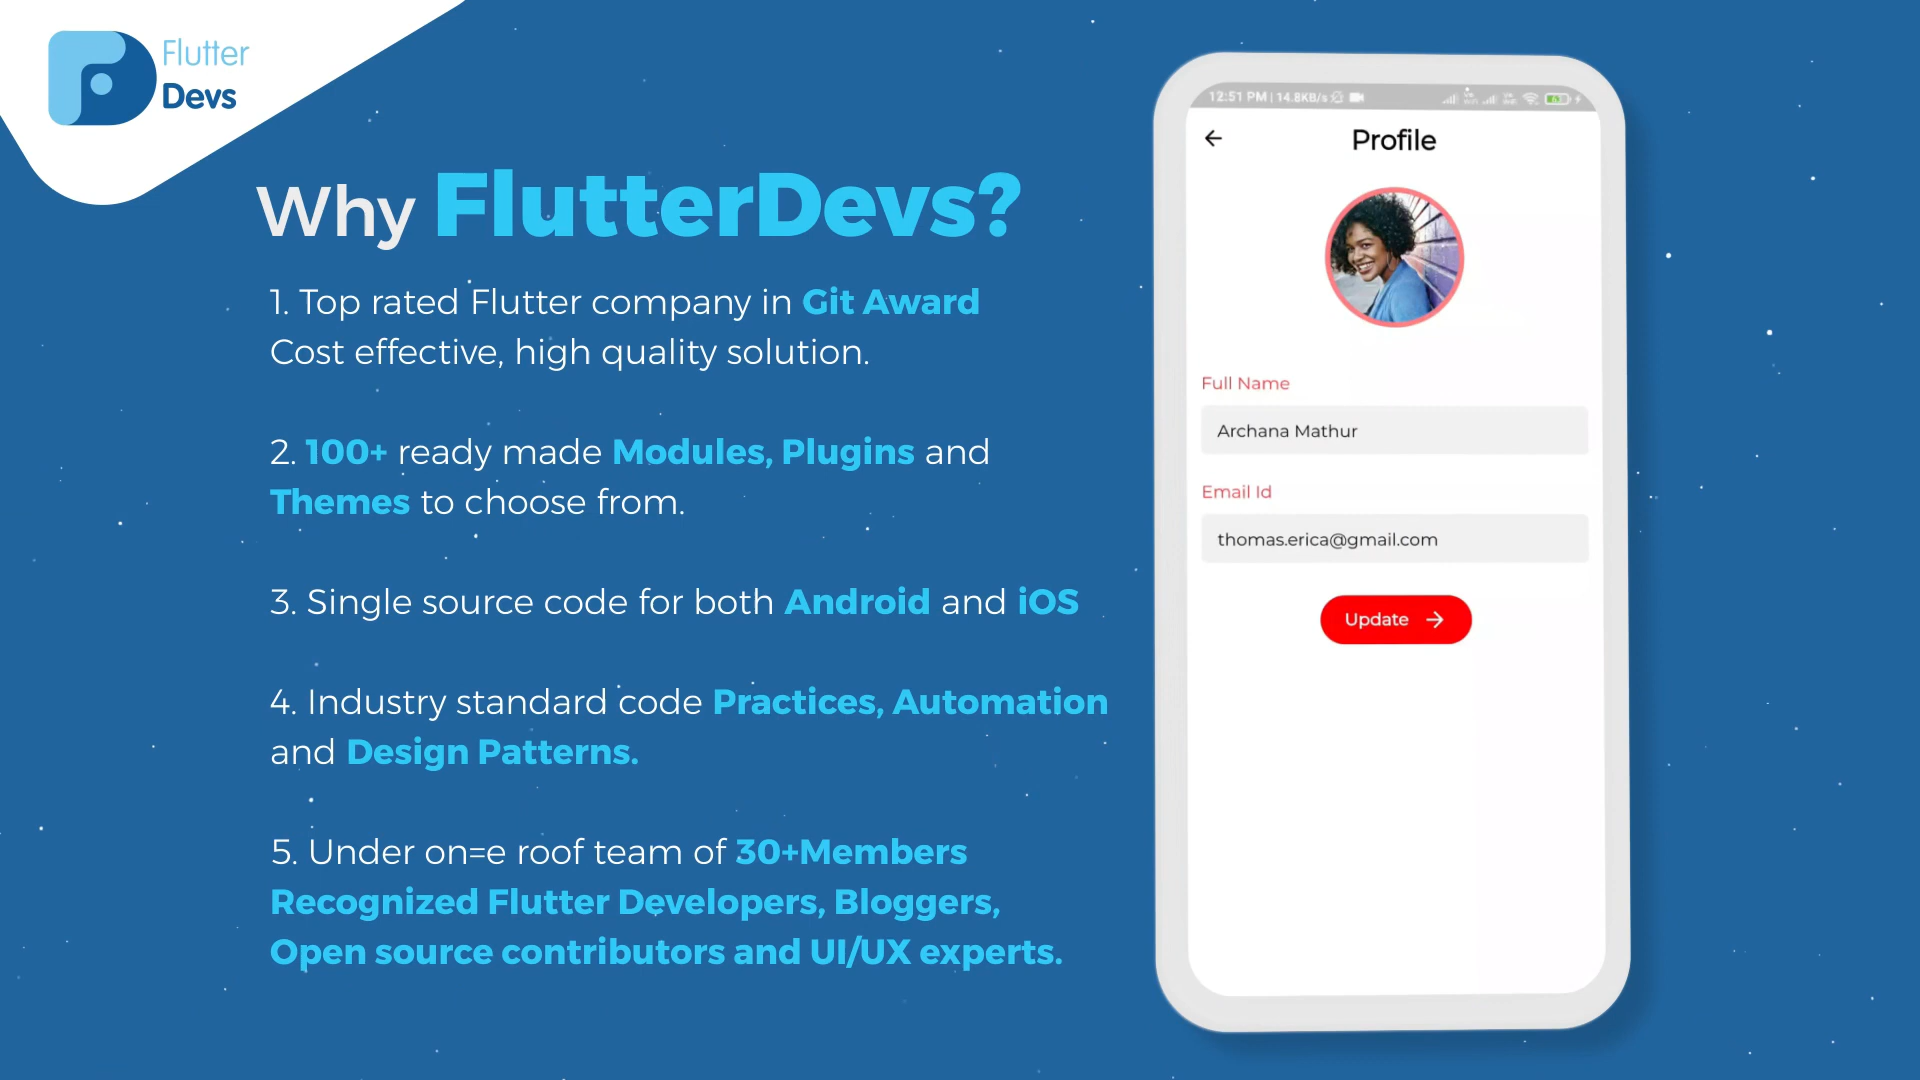 Flutter
Devs
Why FlutterDevs?
1. Top rated Flutter company in Git Award
Cost effective, high quality solution.
2. 100+ ready made Modules, Plugins and
Themes to choose from.
3. Single source code for both Android and iOS
4. Industry standard code Practices, Automation
and Design Patterns.
5. Under on=e roof team of 30+Members
Recognized Flutter Developers, Bloggers,
Open source contributors and UI/UX experts.
12:51 PM | 14.8KB/s
Profile
Full Name
Archana Mathur
Email Id
thomas.erica@gmail.com
Update